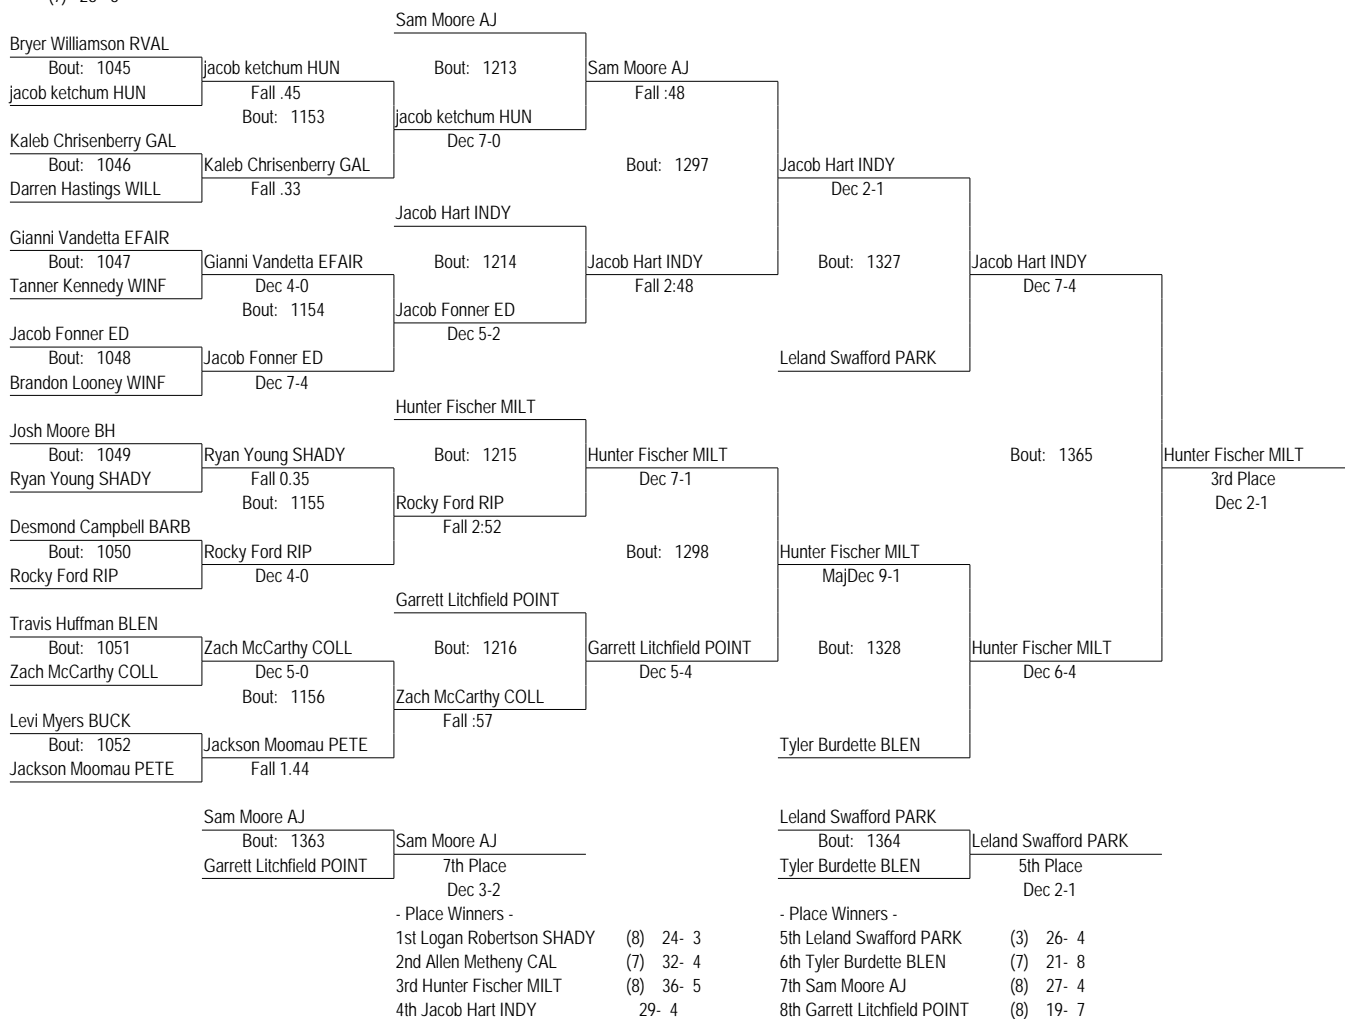 Sam Moore AJ
Bryer Williamson RVAL
Bout: 1045
jacob ketchum HUN
Bout: 1213
Sam Moore AJ
jacob ketchum HUN
Fall .45
Fall :48
Bout: 1153
jacob ketchum HUN
Kaleb Chrisenberry GAL
Dec 7-0
Bout: 1046
Kaleb Chrisenberry GAL
Bout: 1297
Jacob Hart INDY
Darren Hastings WILL
Fall .33
Dec 2-1
Jacob Hart INDY
Gianni Vandetta EFAIR
Bout: 1047
Gianni Vandetta EFAIR
Bout: 1214
Jacob Hart INDY
Bout: 1327
Jacob Hart INDY
Tanner Kennedy WINF
Dec 4-0
Fall 2:48
Dec 7-4
Bout: 1154
Jacob Fonner ED
Jacob Fonner ED
Dec 5-2
Bout: 1048
Jacob Fonner ED
Leland Swafford PARK
Brandon Looney WINF
Dec 7-4
Hunter Fischer MILT
Josh Moore BH
Bout: 1049
Ryan Young SHADY
Bout: 1215
Hunter Fischer MILT
Bout: 1365
Hunter Fischer MILT
Ryan Young SHADY
Fall 0.35
Dec 7-1
3rd Place
Bout: 1155
Rocky Ford RIP
Dec 2-1
Desmond Campbell BARB
Fall 2:52
Bout: 1050
Rocky Ford RIP
Bout: 1298
Hunter Fischer MILT
Rocky Ford RIP
Dec 4-0
MajDec 9-1
Garrett Litchfield POINT
Travis Huffman BLEN
Bout: 1051
Zach McCarthy COLL
Bout: 1216
Garrett Litchfield POINT
Bout: 1328
Hunter Fischer MILT
Zach McCarthy COLL
Dec 5-0
Dec 5-4
Dec 6-4
Bout: 1156
Zach McCarthy COLL
Levi Myers BUCK
Fall :57
Bout: 1052
Jackson Moomau PETE
Tyler Burdette BLEN
Jackson Moomau PETE
Fall 1.44
Sam Moore AJ
Leland Swafford PARK
Bout: 1363
Sam Moore AJ
Bout: 1364
Leland Swafford PARK
Garrett Litchfield POINT
7th Place
Tyler Burdette BLEN
5th Place
Dec 3-2
Dec 2-1
- Place Winners -
- Place Winners -
1st Logan Robertson SHADY (8) 24- 3
5th Leland Swafford PARK (3) 26- 4
2nd Allen Metheny CAL (7) 32- 4
6th Tyler Burdette BLEN (7) 21- 8
3rd Hunter Fischer MILT (8) 36- 5
7th Sam Moore AJ (8) 27- 4
4th Jacob Hart INDY 29- 4
8th Garrett Litchfield POINT (8) 19- 7